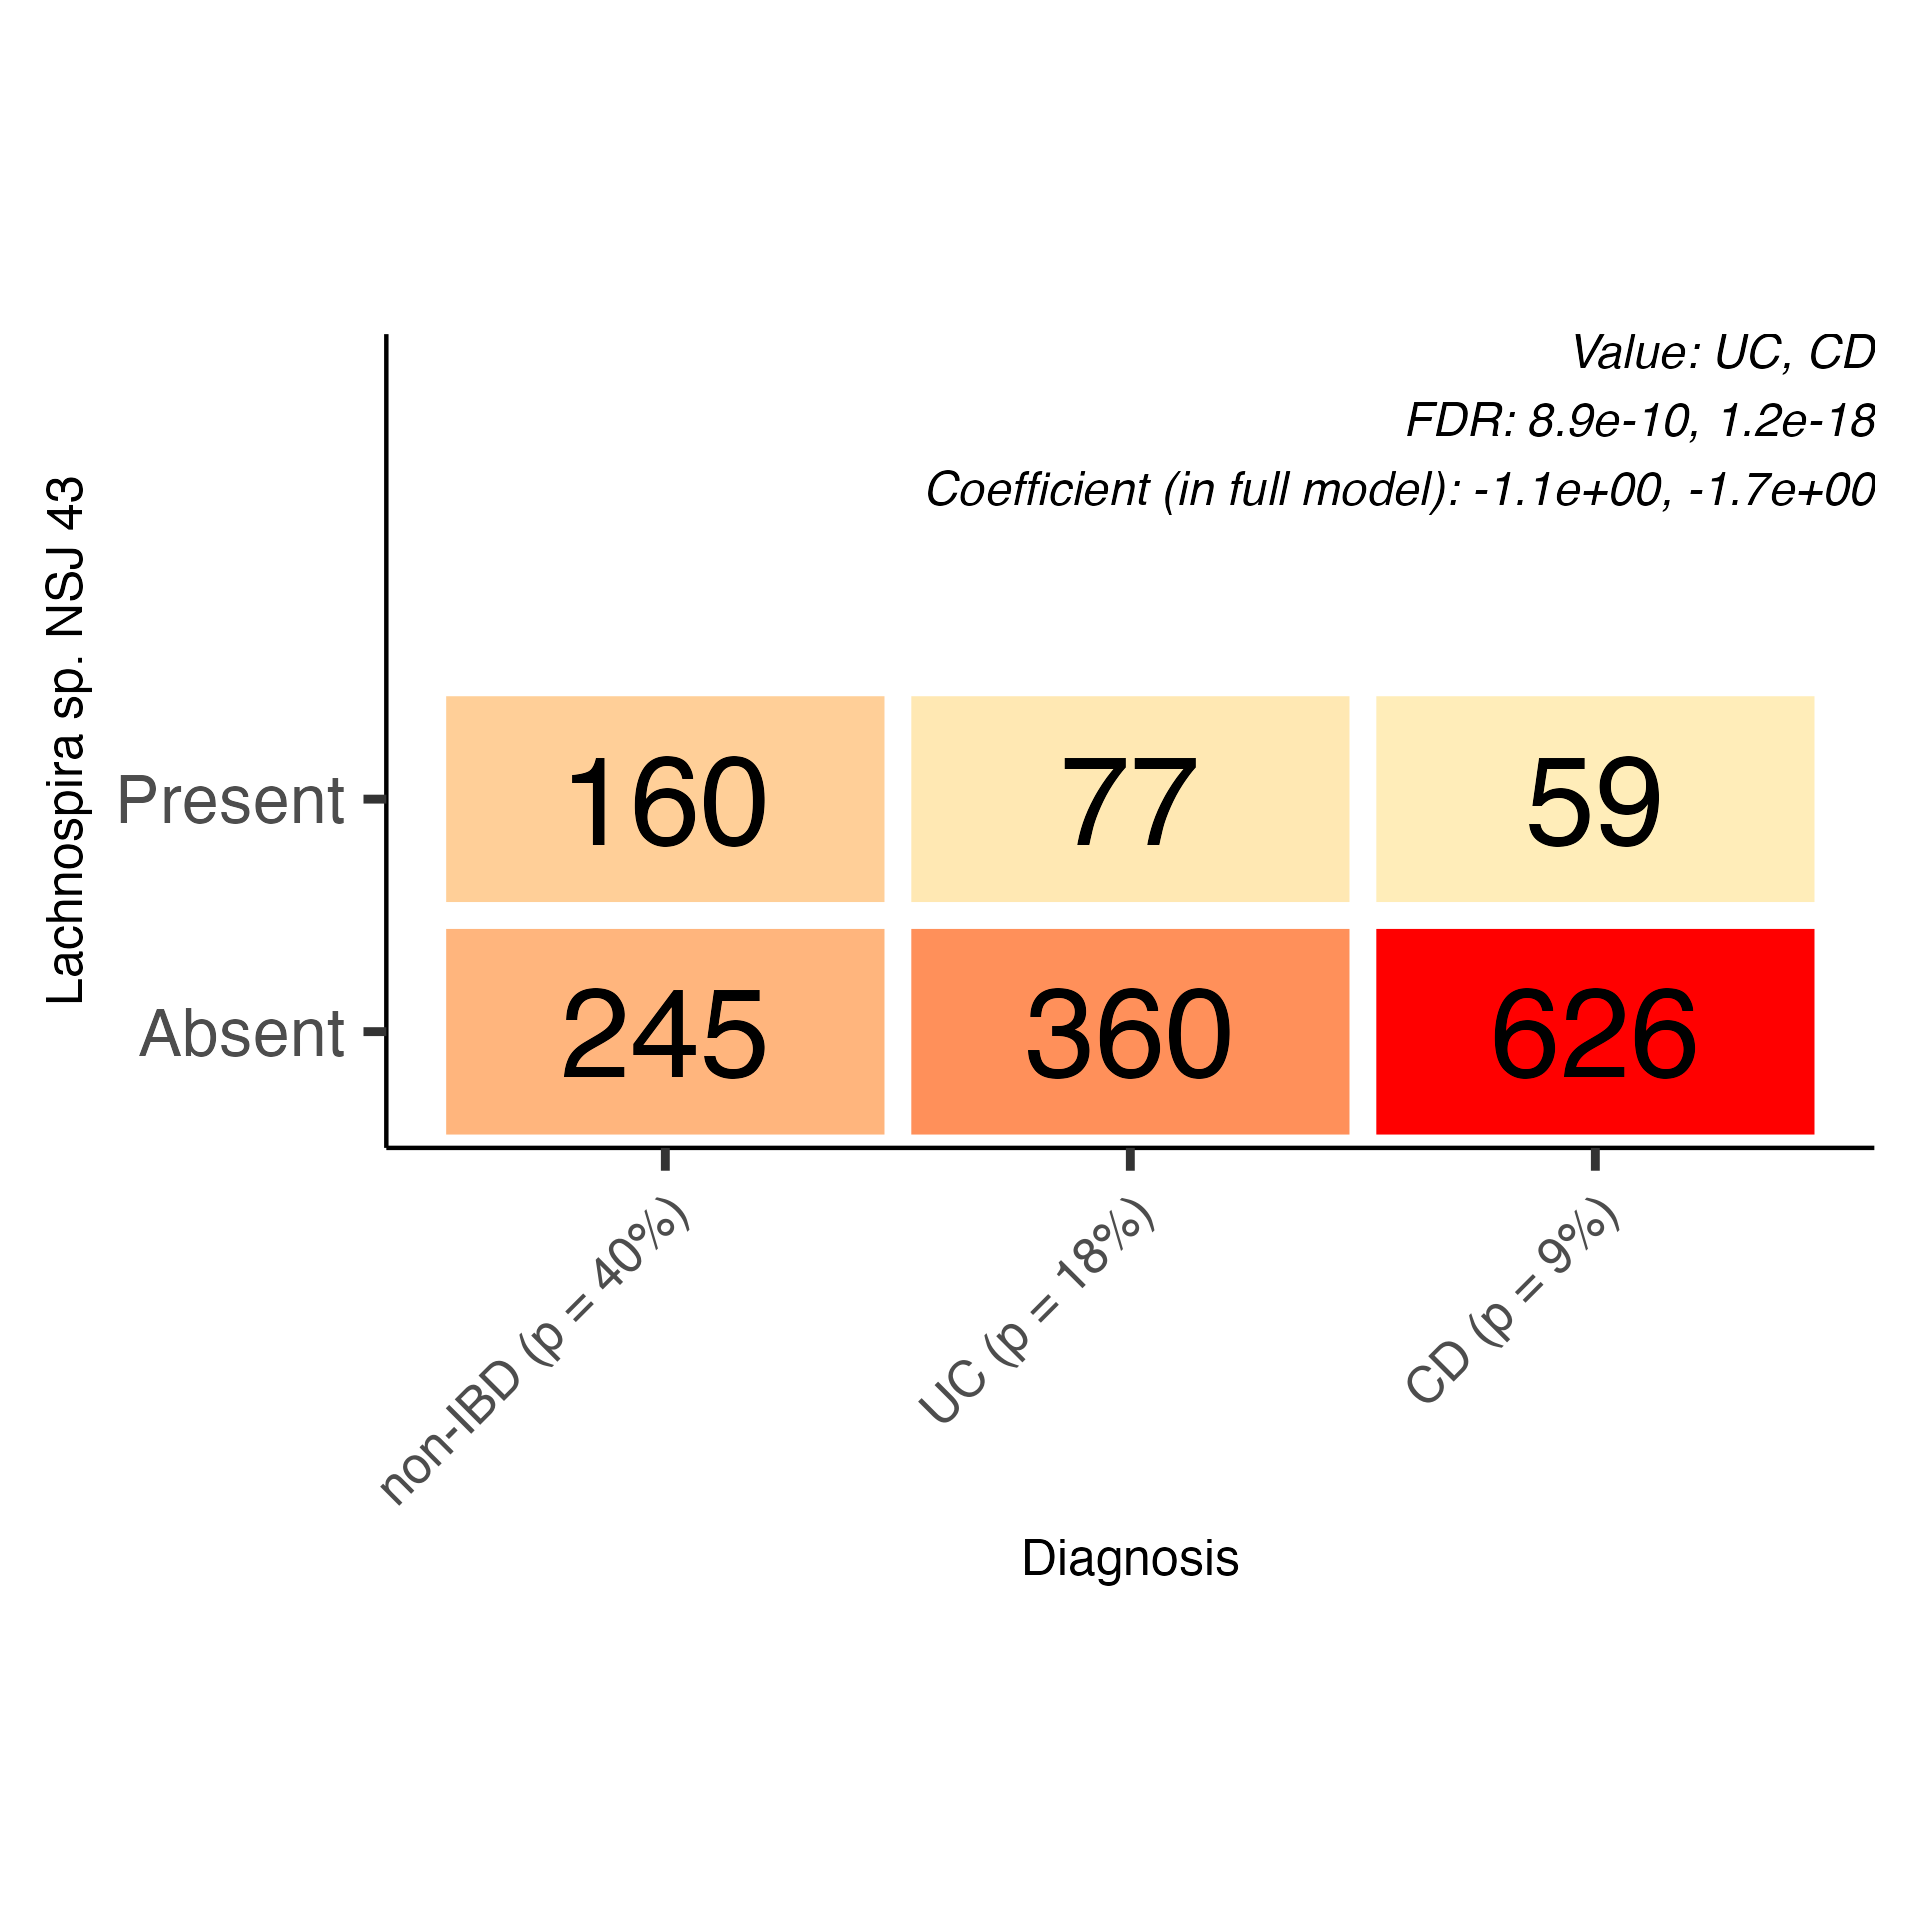 Value: UC, CD
FDR: 8.9e-10, 1.2e-18
Coefficient (in full model): -1.1e+00, -1.7e+00
Lachnospira sp. NSJ 43
Present
160
77
59
Absent
245
360
626
non-IBD (p = 40%)
UC (p = 18%)
CD (p = 9%)
Diagnosis